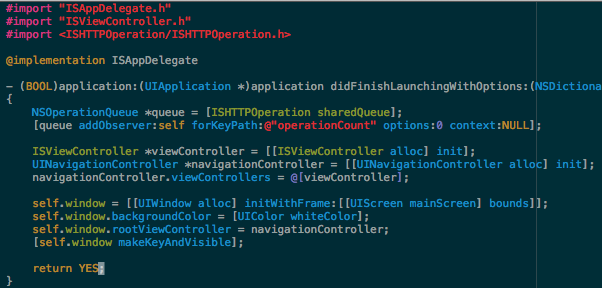 #import "ISAppDelegate.h"
#import "ISViewController.h"
#import <ISHTTPOperation/ISHTTPOperation.h>
@implementation ISAppDelegate
- (BOOL)application:(UIApplication *)application didFinishLaunchingWithOptions:(NSDictiona
{
NSOperationQueue *queue = [ISHTTPOperation sharedQueue];
[queue addObserver:self forKeyPath:@"operationCount" options:0 context:NULL];
ISViewController *viewController = [[ISViewController alloc] init];
UINavigationController *navigationController = [[UINavigationController alloc] init];
navigationController.viewControllers = @[viewController];
self.window = [[UIWindow alloc] initWithFrame:[[UIScreen mainScreen] bounds]];
self.window.backgroundColor = [UIColor whiteColor];
self.window.rootViewController = navigationController;
[self.window makeKeyAndVisible];
return YES;
}